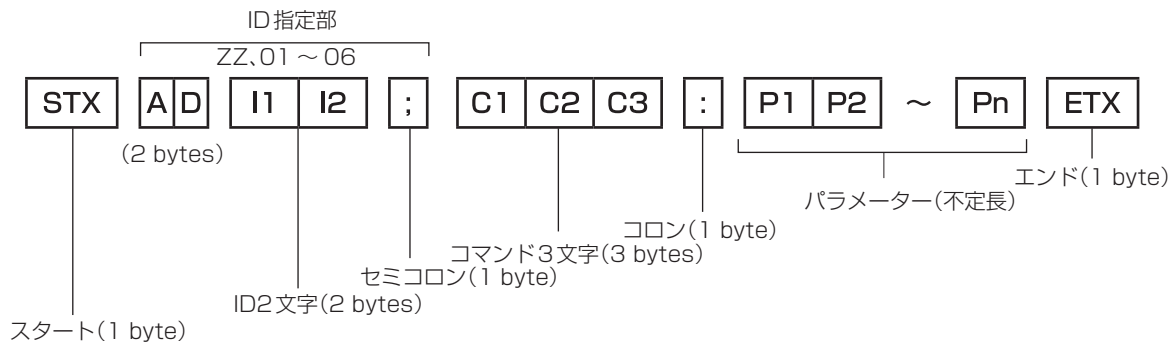 ID指定部
ZZ、01 ～ 06
STX A D I1 I2 ; C1 C2 C3 : P1 P2 ～ Pn ETX
(2 bytes)
エンド(1 byte)
パラメーター(不定長)
コロン(1 byte)
コマンド3文字(3 bytes)
セミコロン(1 byte)
ID2文字(2 bytes)
スタート(1 byte)